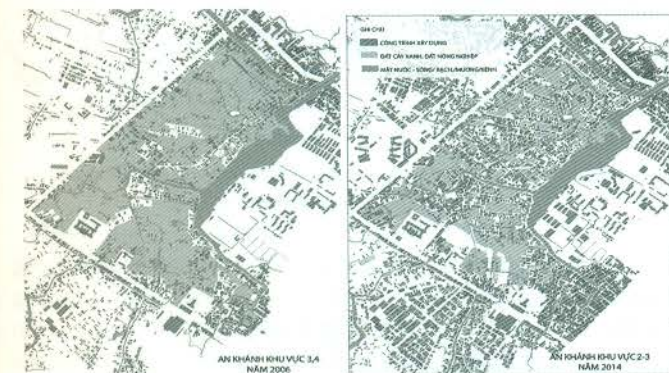 AN KHÁNH KHU VỰC 3,4
NĂM 2006
GHI CHÚ
CÔNG TRÌNH XÂY DỰNG
ĐẤT CÂY XANH, ĐẤT NÔNG NGHIỆP
MẶT NƯỚC - SÔNG/ RẠCH/MƯƠNG/KÊNH
AN KHÁNH KHU VỰC 2-3
NĂM 2014